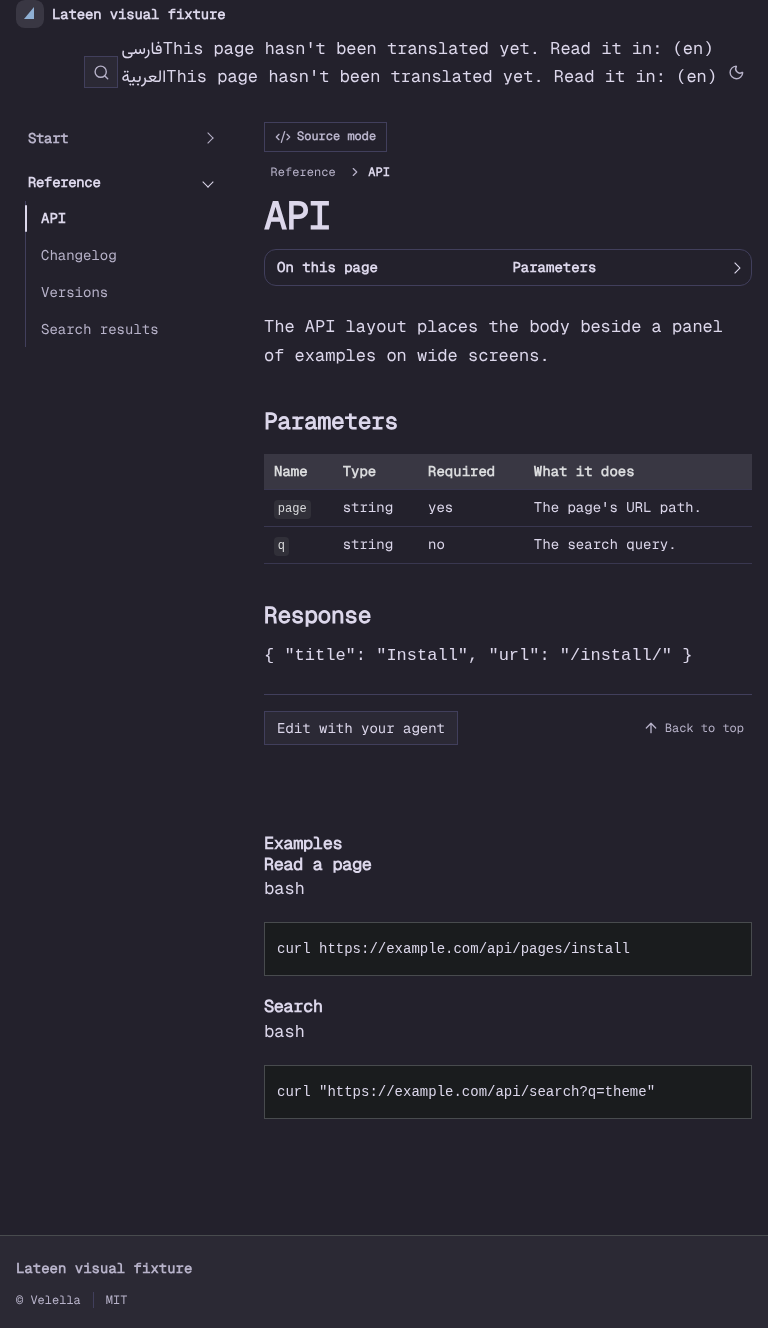 Lateen visual fixture
فارسیThis page hasn't been translated yet. Read it in: (en)
العربيةThis page hasn't been translated yet. Read it in: (en)
Start
Reference
API
Changelog
Versions
Search results
Source mode
Reference > API
API
On this page Parameters
The API layout places the body beside a panel
of examples on wide screens.
Parameters
Name Type Required What it does
page string yes The page's URL path.
q string no The search query.
Response
{ "title": "Install", "url": "/install/" }
Edit with your agent
Back to top
Examples
Read a page
bash
curl https://example.com/api/pages/install
Search
bash
curl "https://example.com/api/search?q=theme"
Lateen visual fixture
© Velella MIT